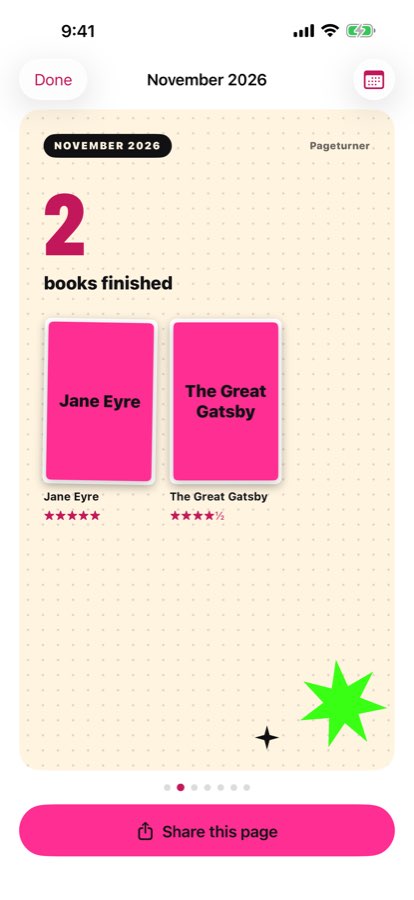 9:41
Done
November 2026
NOVEMBER 2026
Pageturner
2
books finished
Jane Eyre
The Great
Gatsby
Jane Eyre
The Great Gatsby
★★★★★
★★★★½
Share this page